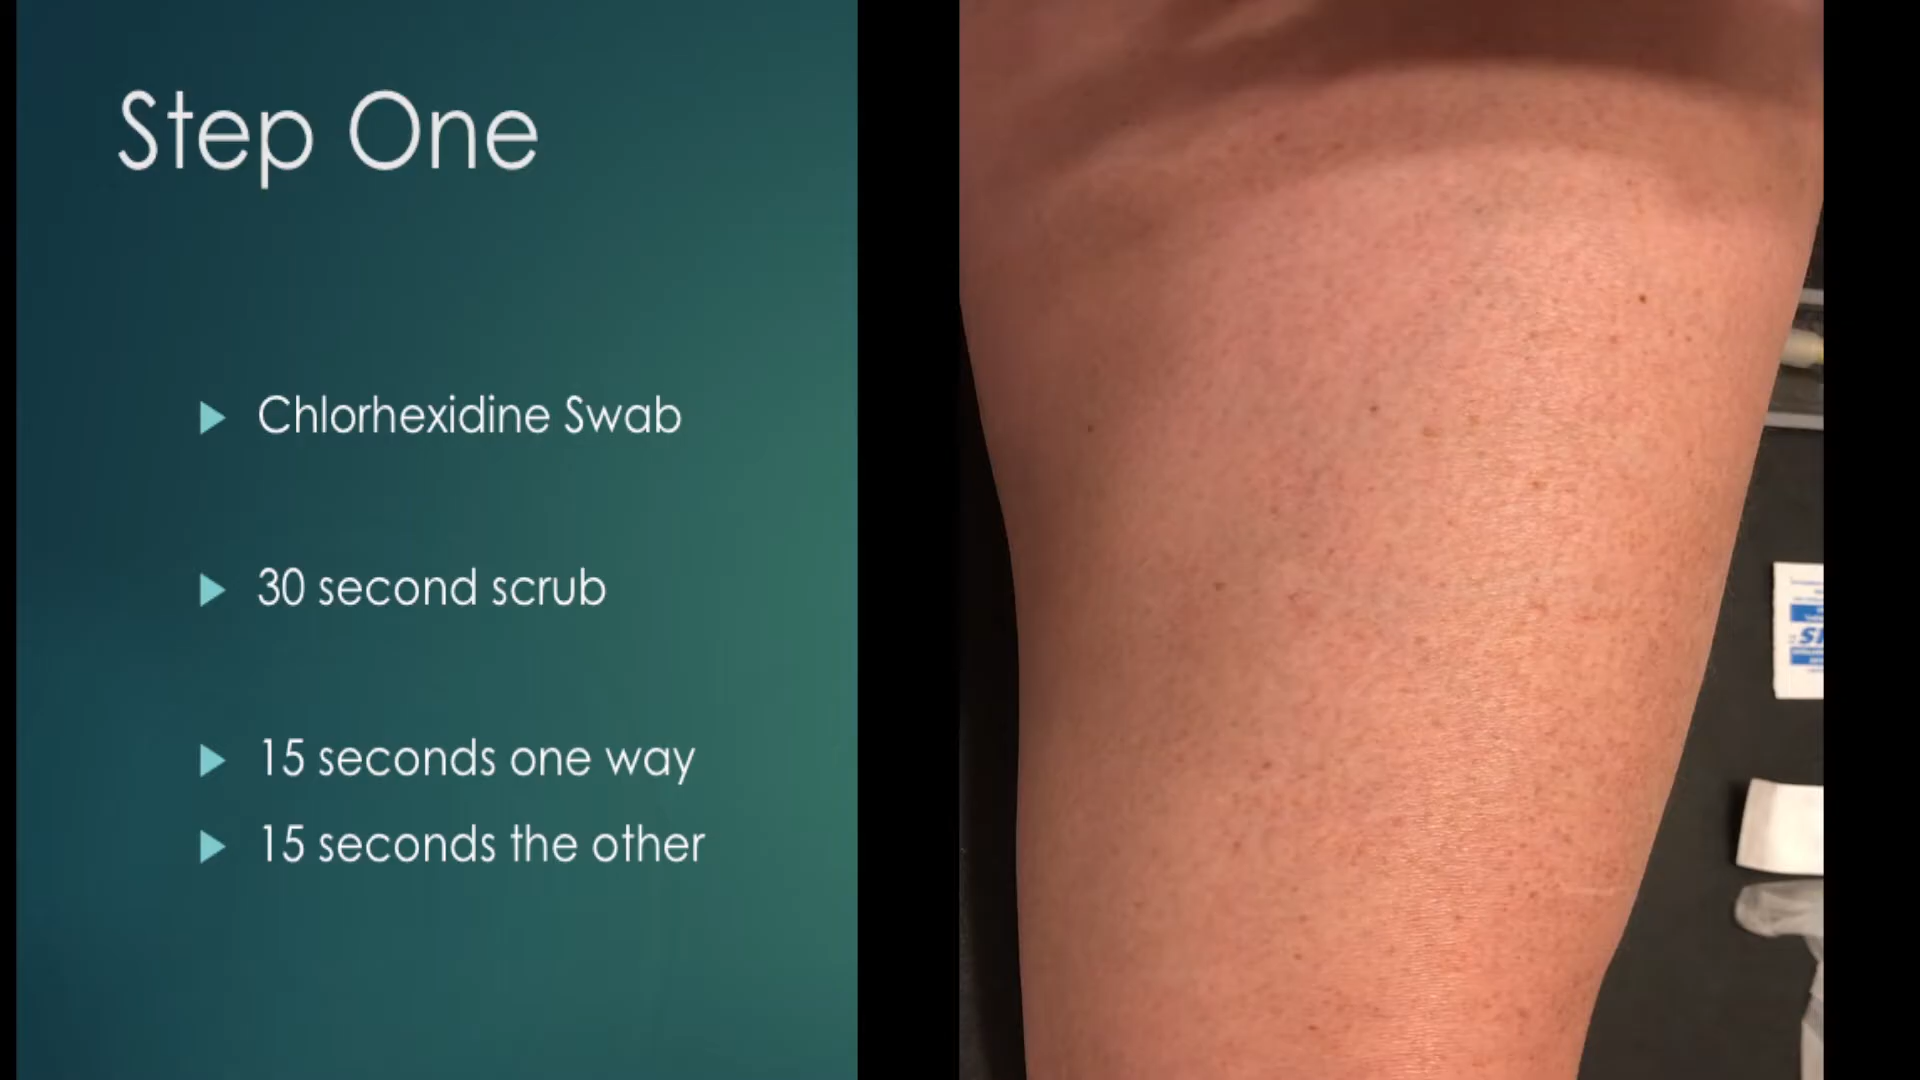 Step One
Chlorhexidine Swab
30 second scrub
15 seconds one way
15 seconds the other